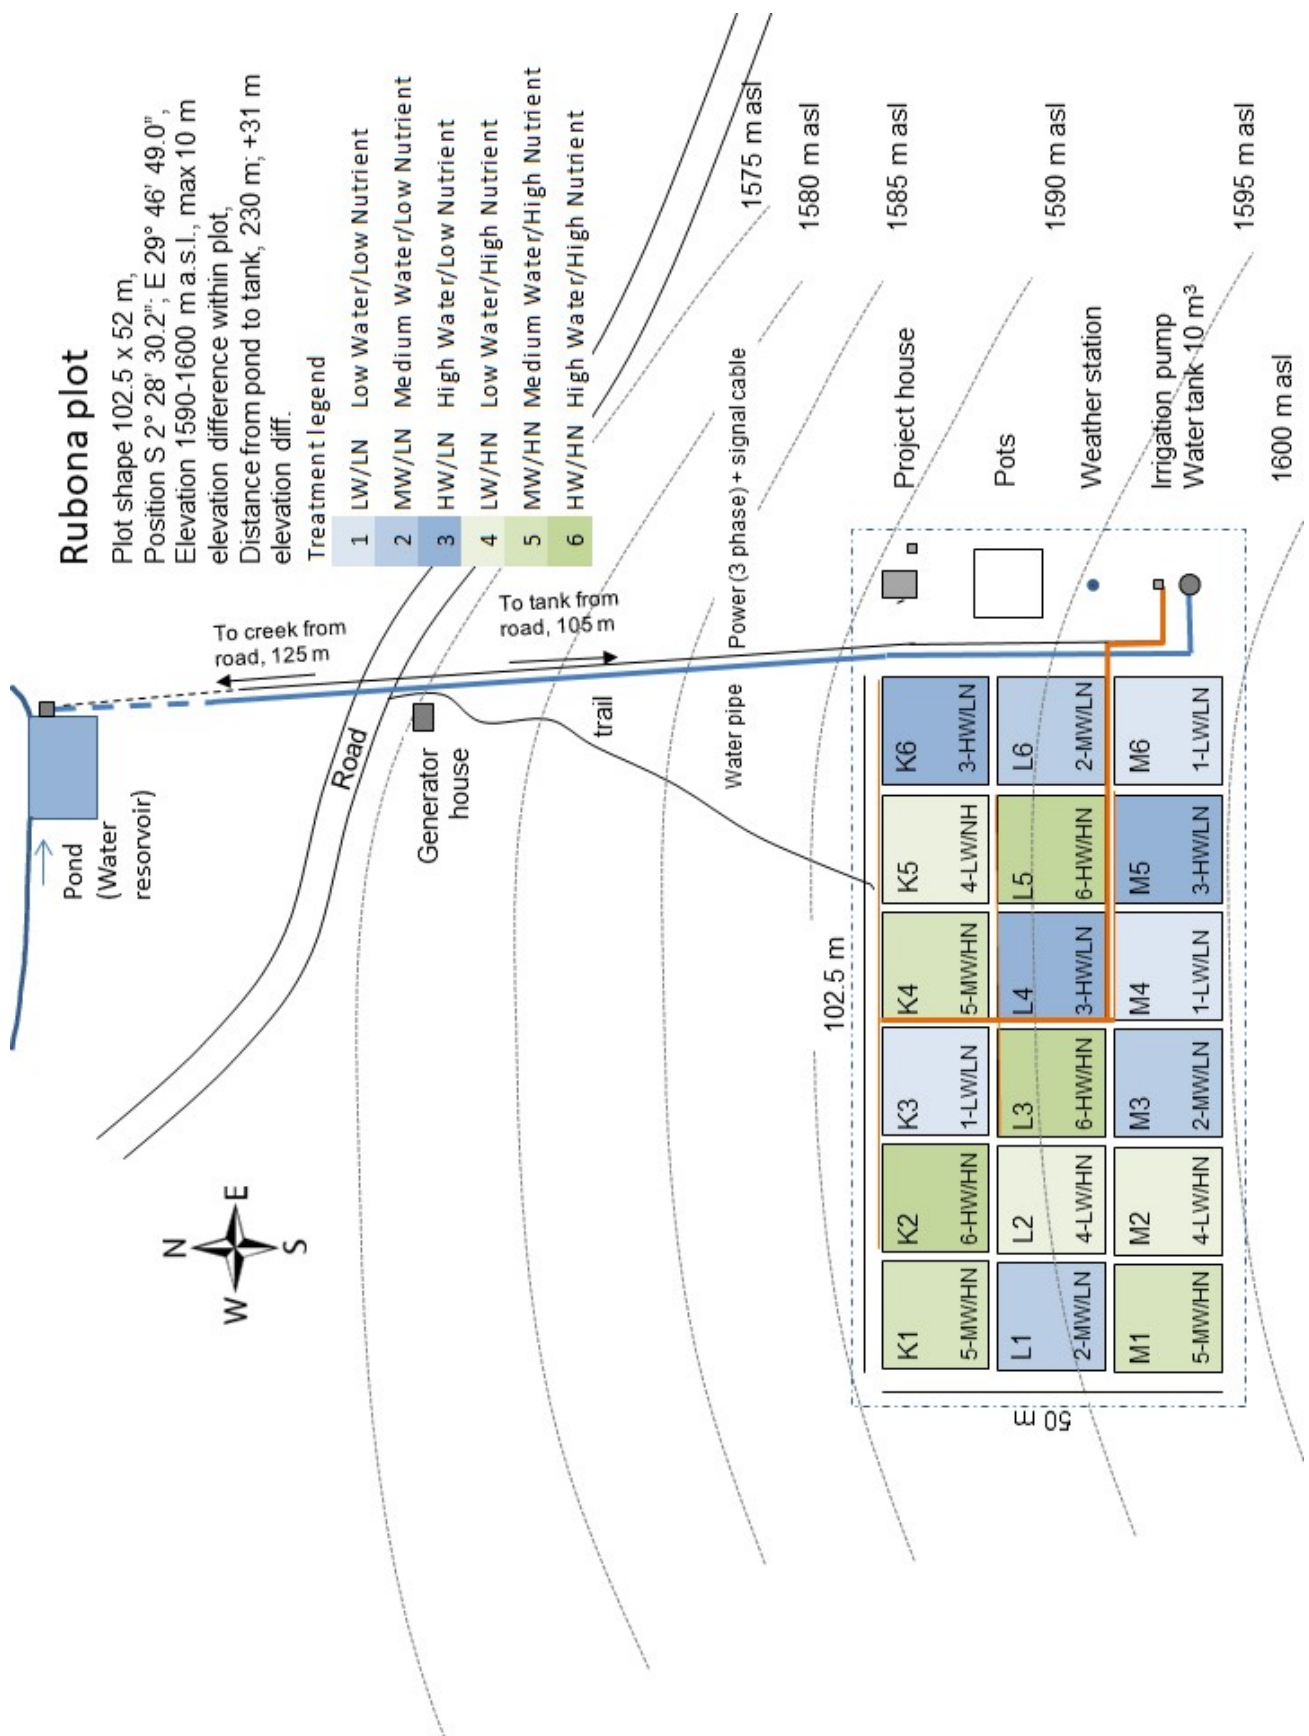 Rubona plot
Plot shape 102.5 x 52 m,
Position S 2° 28' 30.2"; E 29° 46' 49.0",
Elevation 1590-1600 m a.s.l., max 10 m
elevation difference within plot,
Distance from pond to tank, 230 m; +31 m
elevation diff.
Treatment legend
1 LW/LN Low Water/Low Nutrient
2 MW/LN Medium Water/Low Nutrient
3 HW/LN High Water/Low Nutrient
4 LW/HN Low Water/High Nutrient
5 MW/HN Medium Water/High Nutrient
6 HW/HN High Water/High Nutrient
Pond
(Water
resorvoir)
To creek from
road, 125 m
To tank from
road, 105 m
Road
Generator
house
trail
Water pipe
Power (3 phase) + signal cable
N
W
E
S
1575 m asl
1580 m asl
1585 m asl
1590 m asl
1595 m asl
1600 m asl
Project house
Pots
Weather station
Irrigation pump
Water tank 10 m³
102.5 m
50 m
K1
5-MW/HN
K2
6-HW/HN
K3
1-LW/LN
K4
5-MW/HN
K5
4-LW/NH
K6
3-HW/LN
L1
2-MW/LN
L2
4-LW/HN
L3
6-HW/HN
L4
3-HW/LN
L5
6-HW/HN
L6
2-MW/LN
M1
5-MW/HN
M2
4-LW/HN
M3
2-MW/LN
M4
1-LW/LN
M5
3-HW/LN
M6
1-LW/LN